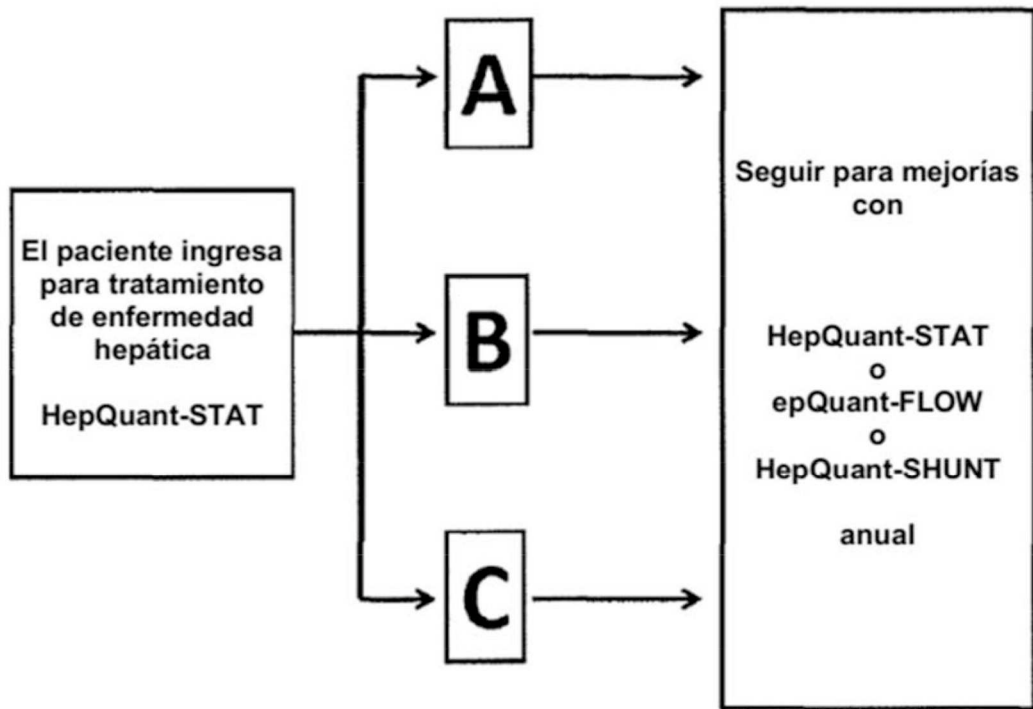 El paciente ingresa
para tratamiento
de enfermedad
hepática
HepQuant-STAT
A
B
C
Seguir para mejorías
con
HepQuant-STAT
o
epQuant-FLOW
o
HepQuant-SHUNT
anual